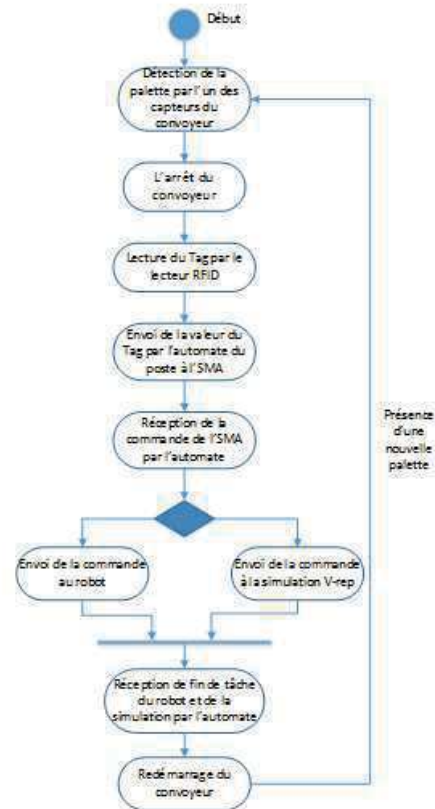 Début
Détection de la
palette par l'un des
capteurs du
convoyeur
L'arrêt du
convoyeur
Lecture du Tag par le
lecteur RFID
Envoi de la valeur du
Tag par l'automate du
poste à l'SMA
Réception de la
commande de l'SMA
par l'automate
Présence
d'une
nouvelle
palette
Envoi de la commande
au robot
Envoi de la commande
à la simulation V-rep
Réception de fin de tâche
du robot et de la
simulation par l'automate
Redémarrage du
convoyeur